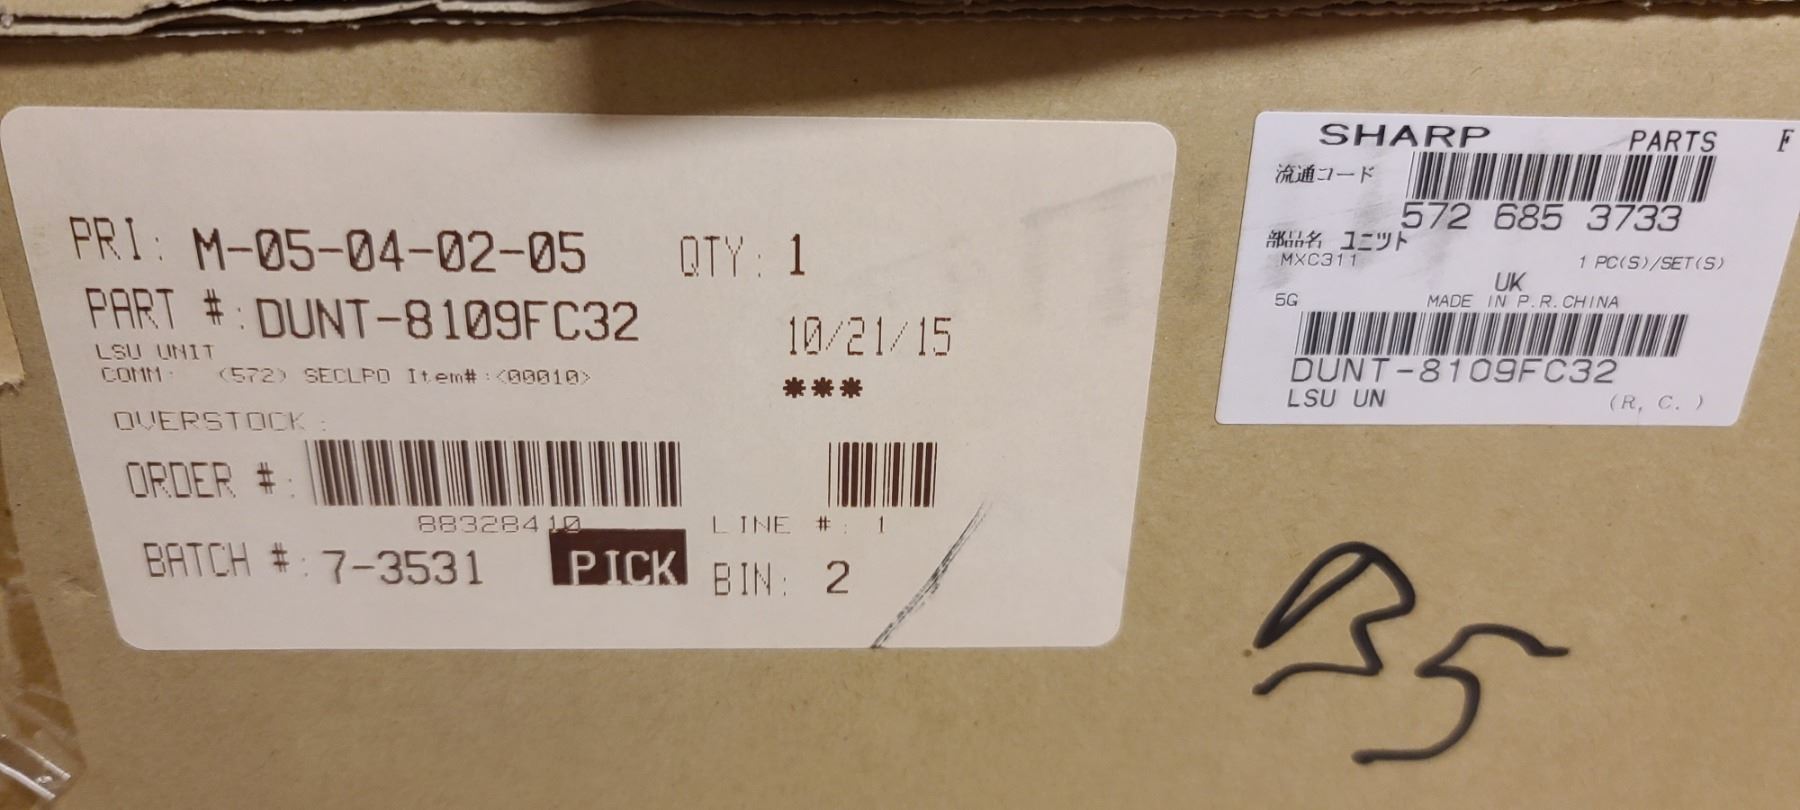 PRI: M-05-04-02-05 QTY: 1
PART #: DUNT-8109FC32
LSU UNIT
10/21/15
COMM: (572) SECLPO Item#:<00010>
***
OVERSTOCK:
ORDER #:
88328410 LINE #: 1
BATCH #: 7-3531 PICK BIN: 2
SHARP PARTS F
流通コード
572 685 3733
部品名 ユニット
MXC311 1 PC(S)/SET(S)
UK
5G MADE IN P.R.CHINA
DUNT-8109FC32
LSU UN (R, C. )